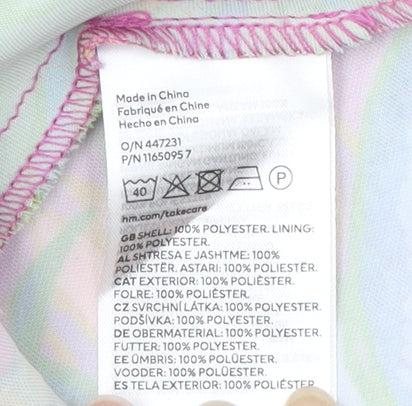 Made in China
Fabriqué en Chine
Hecho en China
O/N 447231
P/N 11650957
40 P
hm.com/takecare
GB SHELL: 100% POLYESTER. LINING:
100% POLYESTER.
AL SHTRESA E JASHTME: 100%
POLIESTËR. ASTARI: 100% POLIESTËR.
CAT EXTERIOR: 100% POLIÈSTER.
FOLRE: 100% POLIÈSTER.
CZ SVRCHNÍ LÁTKA: 100% POLYESTER.
PODŠÍVKA: 100% POLYESTER.
DE OBERMATERIAL: 100% POLYESTER.
FUTTER: 100% POLYESTER.
EE ÜMBRIS: 100% POLÜESTER.
VOODER: 100% POLÜESTER.
ES TELA EXTERIOR: 100% POLIÉSTER